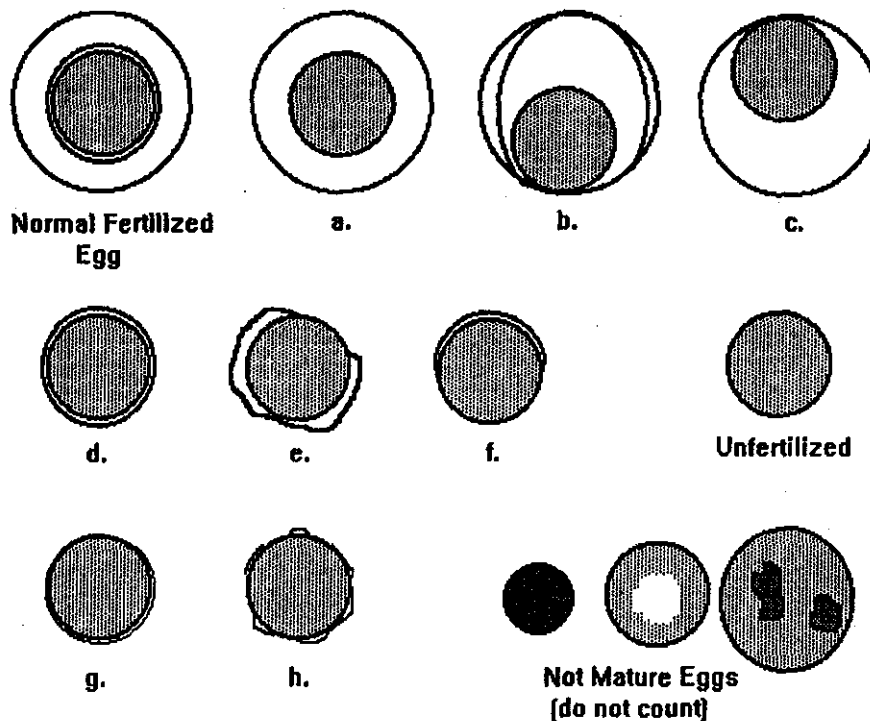 Normal Fertilized
Egg
a.
b.
c.
d.
e.
f.
Unfertilized
g.
h.
Not Mature Eggs
(do not count)